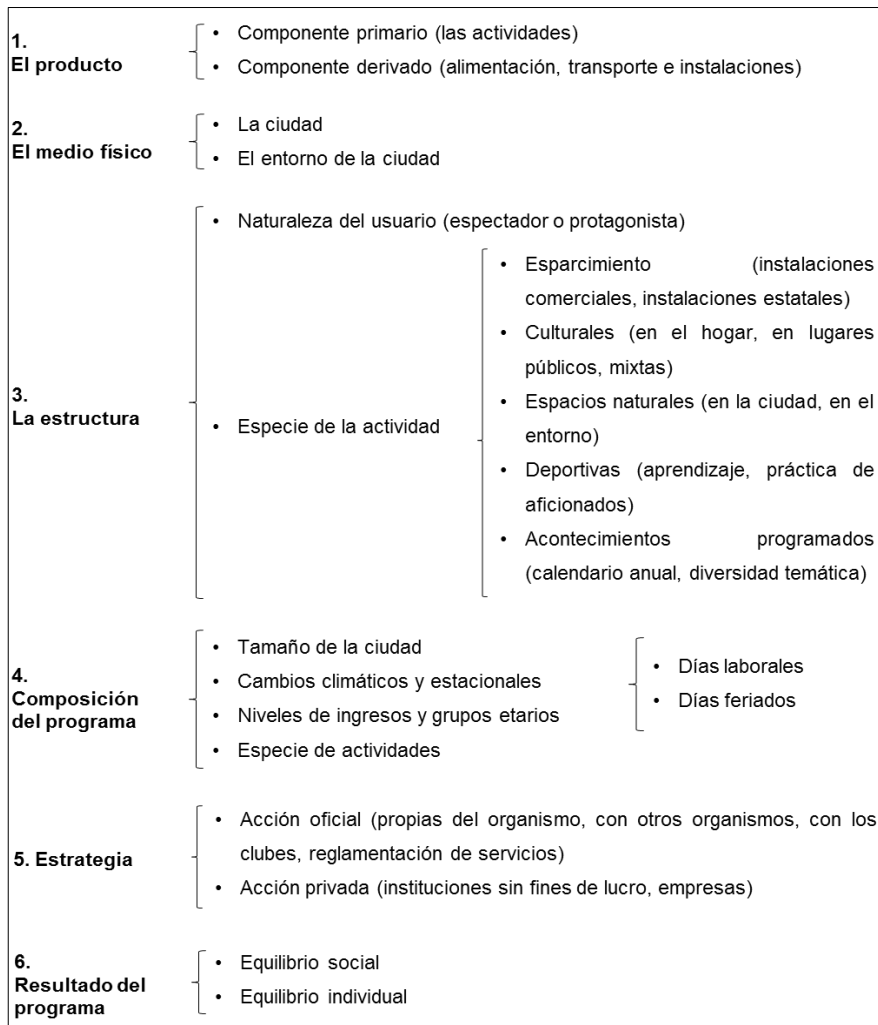 1.
El producto
• Componente primario (las actividades)
• Componente derivado (alimentación, transporte e instalaciones)
2.
El medio físico
• La ciudad
• El entorno de la ciudad
3.
La estructura
• Naturaleza del usuario (espectador o protagonista)
• Especie de la actividad
• Esparcimiento (instalaciones
comerciales, instalaciones estatales)
• Culturales (en el hogar, en lugares
públicos, mixtas)
• Espacios naturales (en la ciudad, en el
entorno)
• Deportivas (aprendizaje, práctica de
aficionados)
• Acontecimientos programados
(calendario anual, diversidad temática)
4.
Composición
del programa
• Tamaño de la ciudad
• Cambios climáticos y estacionales
• Niveles de ingresos y grupos etarios
• Especie de actividades
• Días laborales
• Días feriados
5. Estrategia
• Acción oficial (propias del organismo, con otros organismos, con los
clubes, reglamentación de servicios)
• Acción privada (instituciones sin fines de lucro, empresas)
6.
Resultado del
programa
• Equilibrio social
• Equilibrio individual